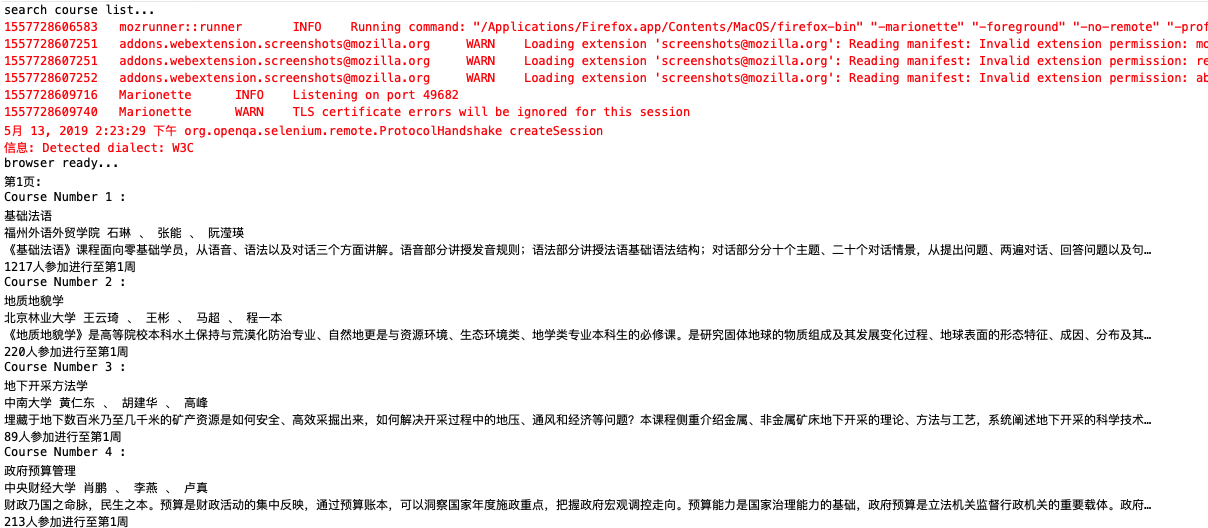 search course list...
1557728606583 mozrunner::runner INFO Running command: "/Applications/Firefox.app/Contents/MacOS/firefox-bin" "-marionette" "-foreground" "-no-remote" "-prof
1557728607251 addons.webextension.screenshots@mozilla.org WARN Loading extension 'screenshots@mozilla.org': Reading manifest: Invalid extension permission: mo
1557728607251 addons.webextension.screenshots@mozilla.org WARN Loading extension 'screenshots@mozilla.org': Reading manifest: Invalid extension permission: re
1557728607252 addons.webextension.screenshots@mozilla.org WARN Loading extension 'screenshots@mozilla.org': Reading manifest: Invalid extension permission: ab
1557728609716 Marionette INFO Listening on port 49682
1557728609740 Marionette WARN TLS certificate errors will be ignored for this session
5月 13, 2019 2:23:29 下午 org.openqa.selenium.remote.ProtocolHandshake createSession
信息: Detected dialect: W3C
browser ready...
第1页:
Course Number 1 :
基础法语
福州外语外贸学院 石琳 、 张能 、 阮滢瑛
《基础法语》课程面向零基础学员，从语音、语法以及对话三个方面讲解。语音部分讲授发音规则；语法部分讲授法语基础语法结构；对话部分分十个主题、二十个对话情景，从提出问题、两遍对话、回答问题以及句…
1217人参加进行至第1周
Course Number 2 :
地质地貌学
北京林业大学 王云琦 、 王彬 、 马超 、 程一本
《地质地貌学》是高等院校本科水土保持与荒漠化防治专业、自然地更是与资源环境、生态环境类、地学类专业本科生的必修课。是研究固体地球的物质组成及其发展变化过程、地球表面的形态特征、成因、分布及其…
220人参加进行至第1周
Course Number 3 :
地下开采方法学
中南大学 黄仁东 、 胡建华 、 高峰
埋藏于地下数百米乃至几千米的矿产资源是如何安全、高效采掘出来，如何解决开采过程中的地压、通风和经济等问题？本课程侧重介绍金属、非金属矿床地下开采的理论、方法与工艺，系统阐述地下开采的科学技术…
89人参加进行至第1周
Course Number 4 :
政府预算管理
中央财经大学 肖鹏 、 李燕 、 卢真
财政乃国之命脉，民生之本。预算是财政活动的集中反映，通过预算账本，可以洞察国家年度施政重点，把握政府宏观调控走向。预算能力是国家治理能力的基础，政府预算是立法机关监督行政机关的重要载体。政府…
213人参加进行至第1周